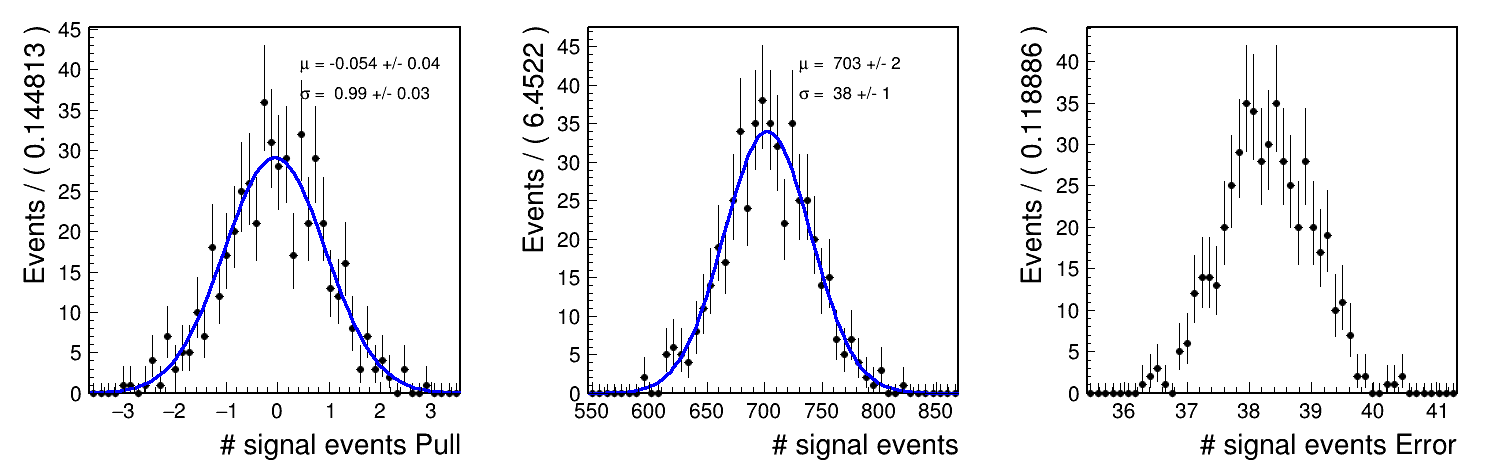 Events / ( 0.144813 )
45
40
35
30
25
20
15
10
5
0
μ = -0.054 +/- 0.04
σ = 0.99 +/- 0.03
−3 −2 −1 0 1 2 3
# signal events Pull
Events / ( 6.4522 )
45
40
35
30
25
20
15
10
5
0
μ = 703 +/- 2
σ = 38 +/- 1
550 600 650 700 750 800 850
# signal events
Events / ( 0.118886 )
40
35
30
25
20
15
10
5
0
36 37 38 39 40 41
# signal events Error